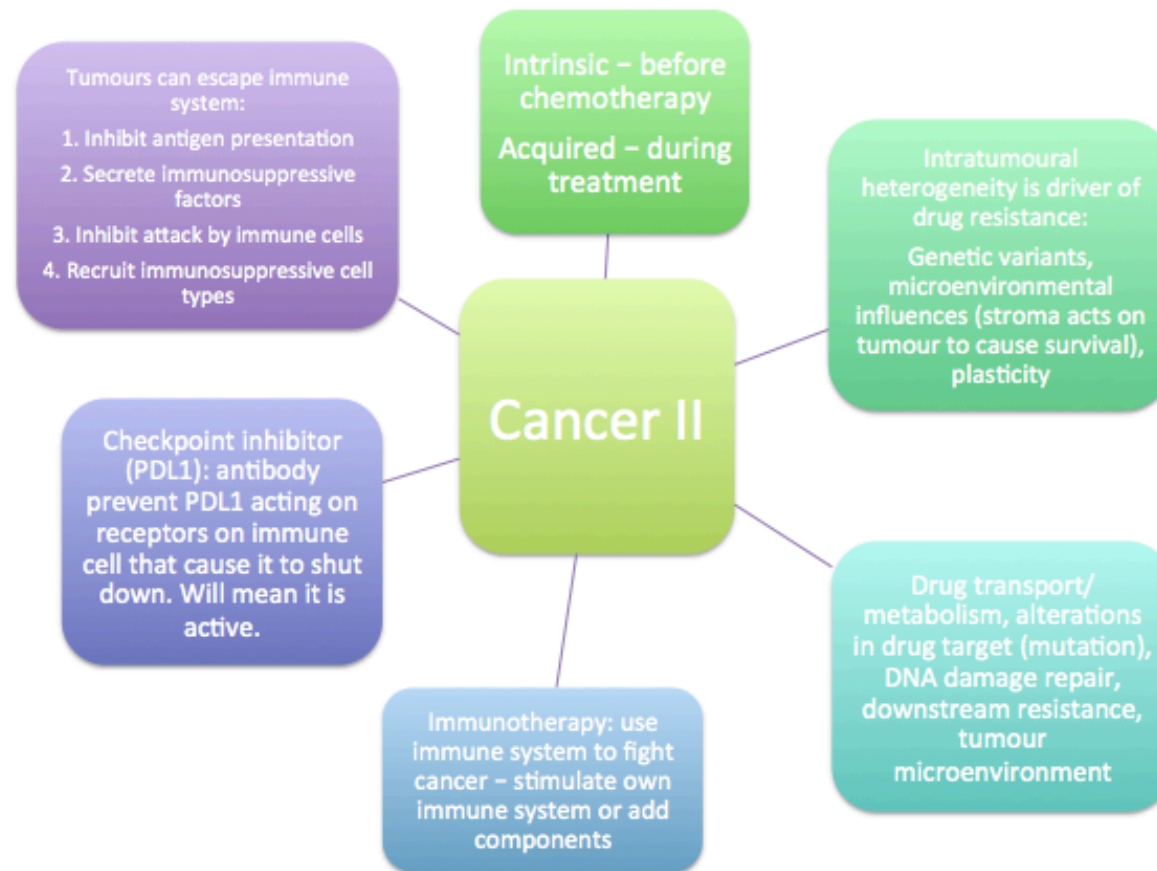 Tumours can escape immune
system:
1. Inhibit antigen presentation
2. Secrete immunosuppressive
factors
3. Inhibit attack by immune cells
4. Recruit immunosuppressive cell
types
Intrinsic – before
chemotherapy
Acquired – during
treatment
Intratumoural
heterogeneity is driver of
drug resistance:
Genetic variants,
microenvironmental
influences (stroma acts on
tumour to cause survival),
plasticity
Cancer II
Checkpoint inhibitor
(PDL1): antibody
prevent PDL1 acting on
receptors on immune
cell that cause it to shut
down. Will mean it is
active.
Drug transport/
metabolism, alterations
in drug target (mutation),
DNA damage repair,
downstream resistance,
tumour
microenvironment
Immunotherapy: use
immune system to fight
cancer – stimulate own
immune system or add
components